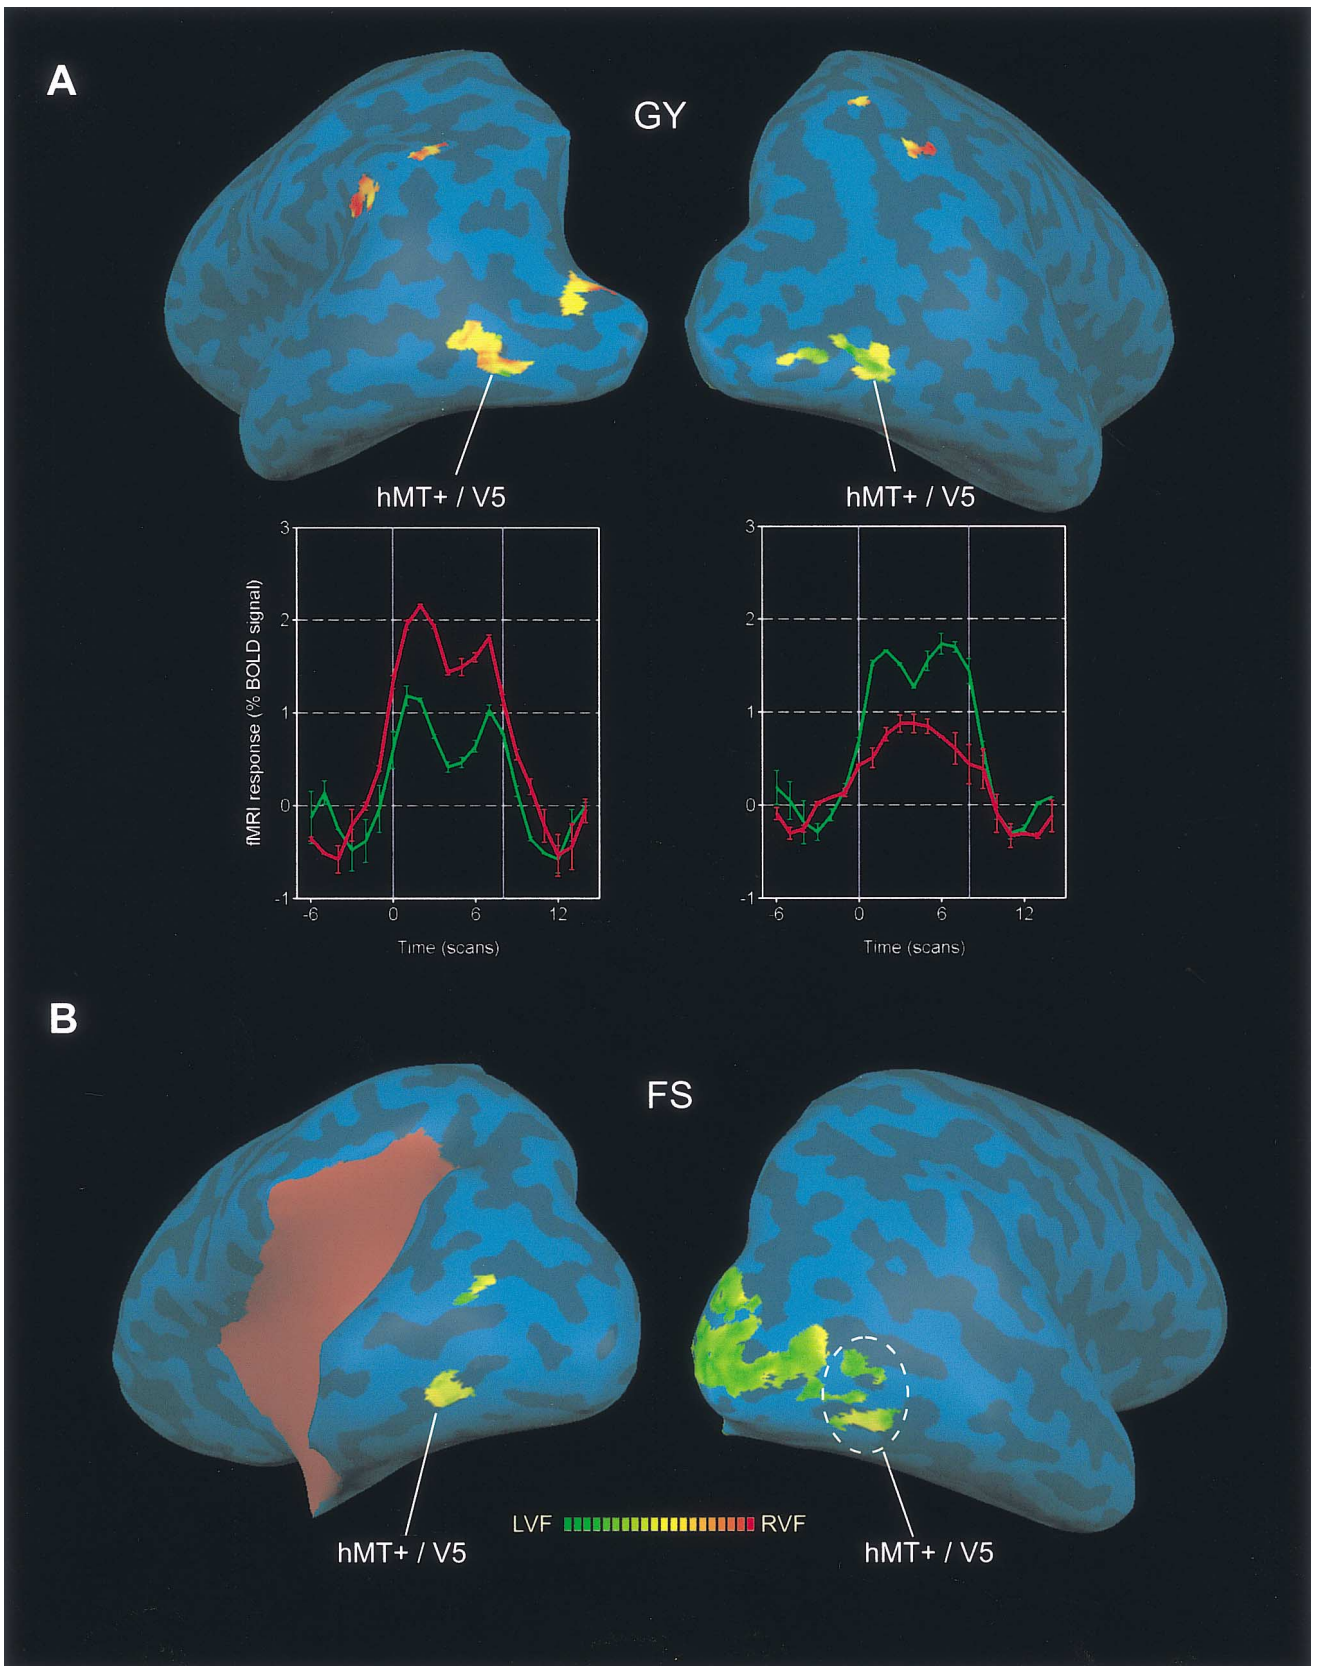 A
GY
hMT+ / V5
hMT+ / V5
fMRI response (% BOLD signal)
3
2
1
0
-1
-6 0 6 12
Time (scans)
3
2
1
0
-1
-6 0 6 12
Time (scans)
B
FS
LVF RVF
hMT+ / V5
hMT+ / V5